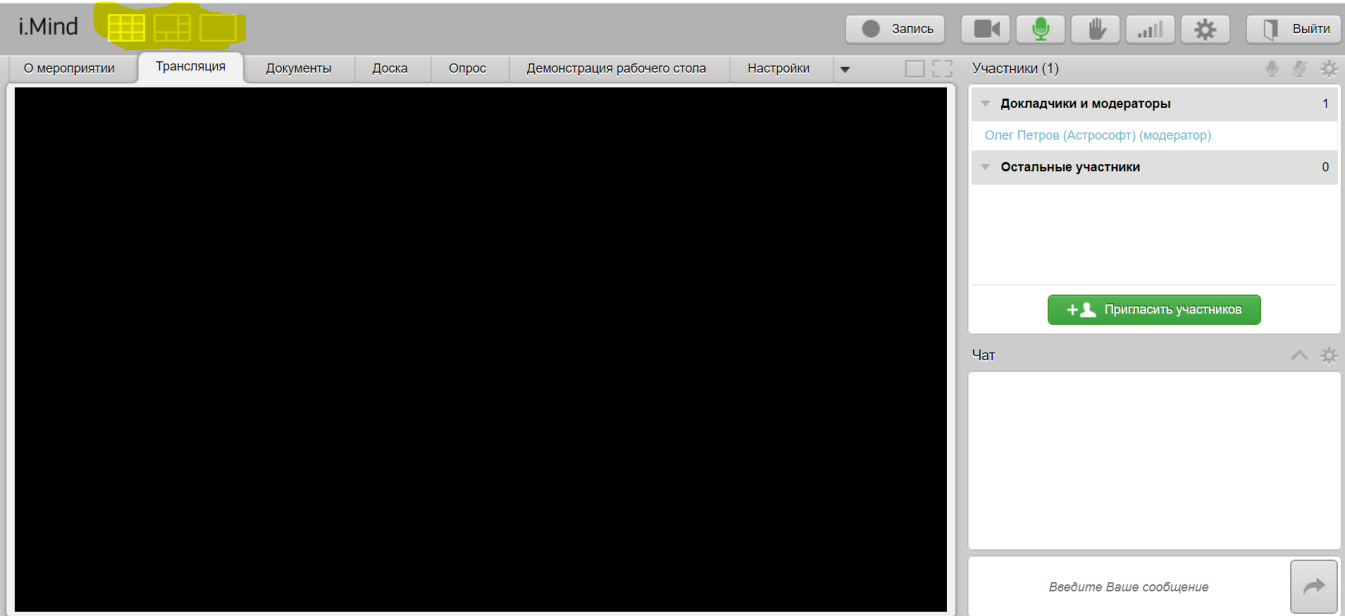 i.Mind
Запись
Выйти
О мероприятии
Трансляция
Документы
Доска
Опрос
Демонстрация рабочего стола
Настройки
Участники (1)
Докладчики и модераторы 1
Олег Петров (Астрософт) (модератор)
Остальные участники 0
Пригласить участников
Чат
Введите Ваше сообщение